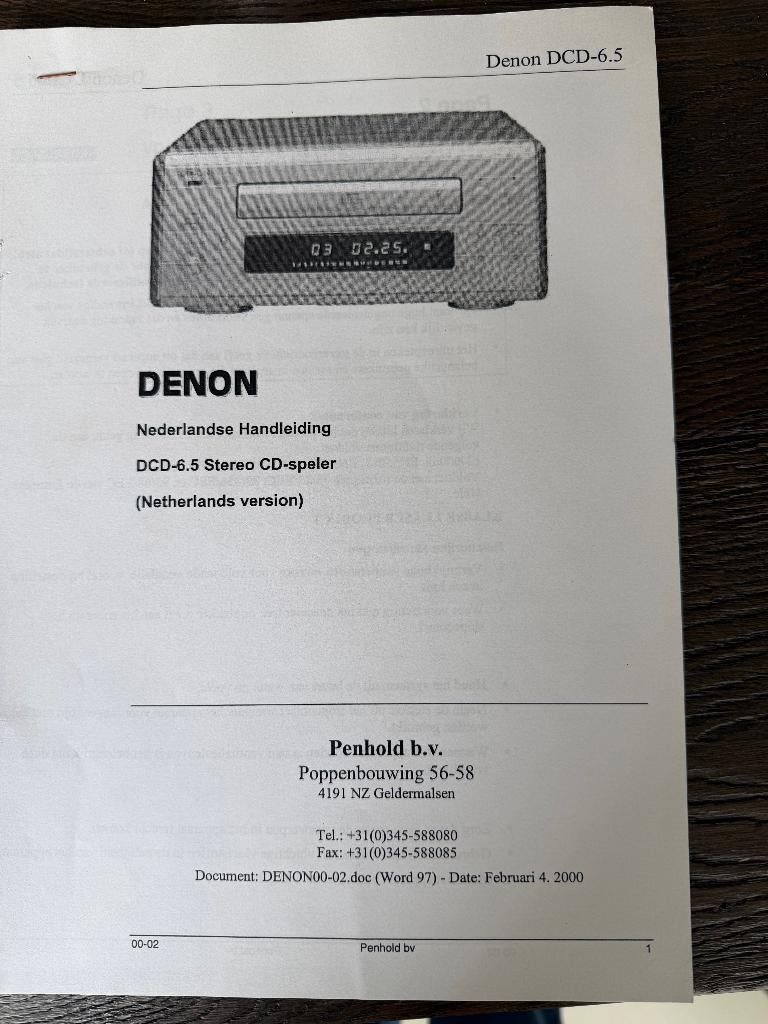 Denon DCD-6.5
03 02.25.
DENON
Nederlandse Handleiding
DCD-6.5 Stereo CD-speler
(Netherlands version)
Penhold b.v.
Poppenbouwing 56-58
4191 NZ Geldermalsen
Tel.: +31(0)345-588080
Fax: +31(0)345-588085
Document: DENON00-02.doc (Word 97) - Date: Februari 4. 2000
00-02 Penhold bv 1